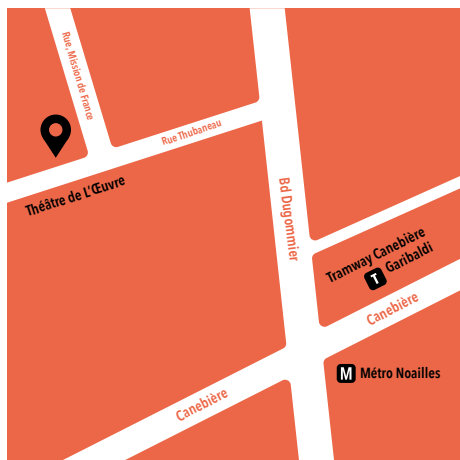 Rue, Mission de France
Rue Thubaneau
Théâtre de L'Œuvre
Bd Dugommier
Tramway Canebière
T Garibaldi
Canebière
M Métro Noailles
Canebière